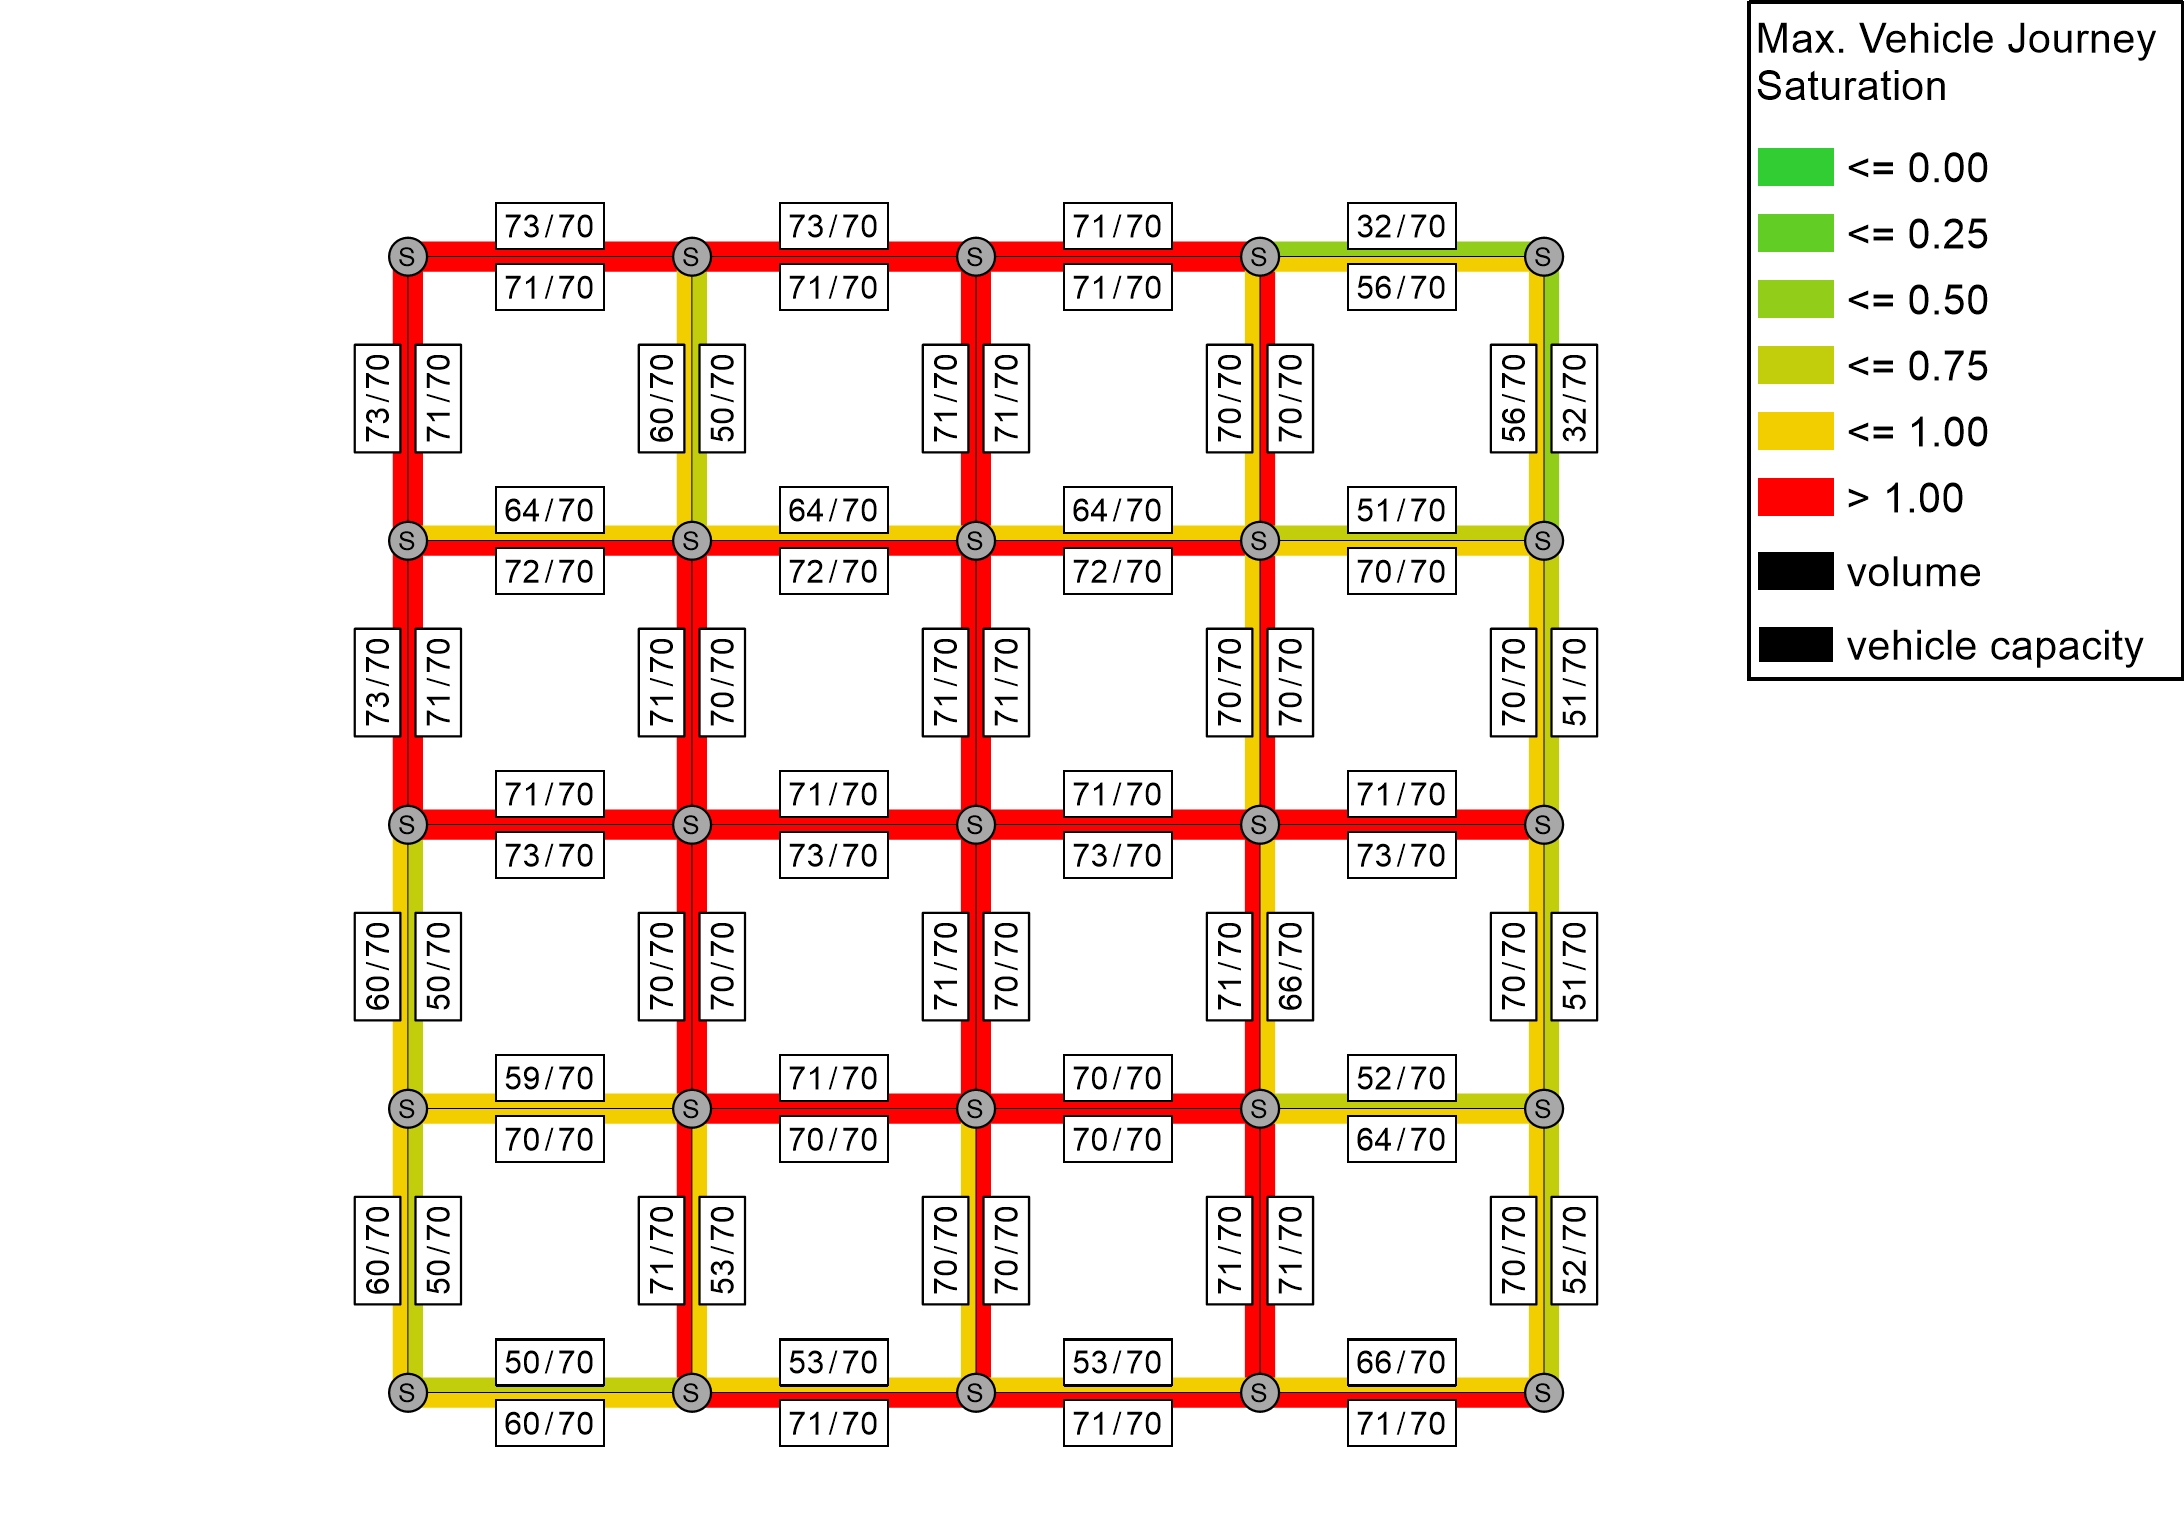 Max. Vehicle Journey
Saturation
<= 0.00
<= 0.25
<= 0.50
<= 0.75
<= 1.00
> 1.00
volume
vehicle capacity
73/70 73/70 71/70 32/70
S S S S S
71/70 71/70 71/70 56/70
73/70 71/70 60/70 50/70 71/70 71/70 70/70 70/70 56/70 32/70
64/70 64/70 64/70 51/70
S S S S S
72/70 72/70 72/70 70/70
73/70 71/70 71/70 70/70 71/70 71/70 70/70 70/70 70/70 51/70
71/70 71/70 71/70 71/70
S S S S S
73/70 73/70 73/70 73/70
60/70 50/70 70/70 70/70 71/70 70/70 71/70 66/70 70/70 51/70
59/70 71/70 70/70 52/70
S S S S S
70/70 70/70 70/70 64/70
60/70 50/70 71/70 53/70 70/70 70/70 71/70 71/70 70/70 52/70
50/70 53/70 53/70 66/70
S S S S S
60/70 71/70 71/70 71/70